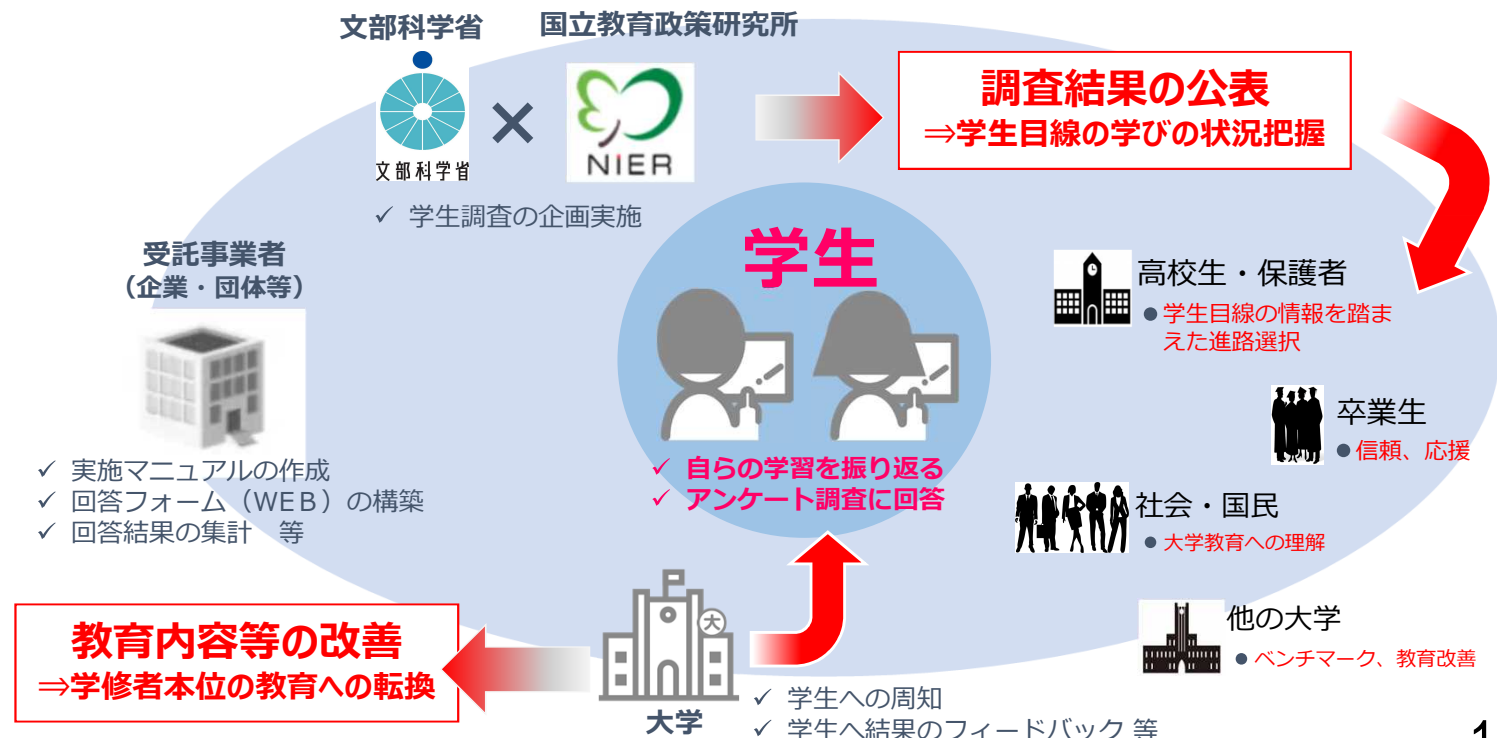 文部科学省
国立教育政策研究所
文部科学省
×
NIER
✓ 学生調査の企画実施
調査結果の公表
⇒学生目線の学びの状況把握
受託事業者
（企業・団体等）
✓ 実施マニュアルの作成
✓ 回答フォーム（WEB）の構築
✓ 回答結果の集計　等
学生
✓ 自らの学習を振り返る
✓ アンケート調査に回答
高校生・保護者
●学生目線の情報を踏ま
えた進路選択
卒業生
●信頼、応援
社会・国民
●大学教育への理解
他の大学
●ベンチマーク、教育改善
教育内容等の改善
⇒学修者本位の教育への転換
大
大学
✓ 学生への周知
✓ 学生へ結果のフィードバック 等
1